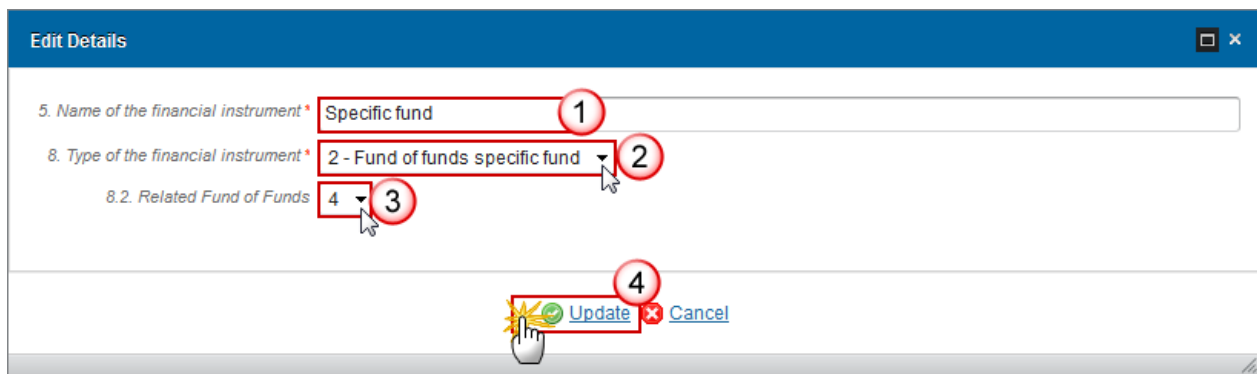 Edit Details
5. Name of the financial instrument * Specific fund 1
8. Type of the financial instrument * 2 - Fund of funds specific fund 2
8.2. Related Fund of Funds 4 3
4
Update Cancel